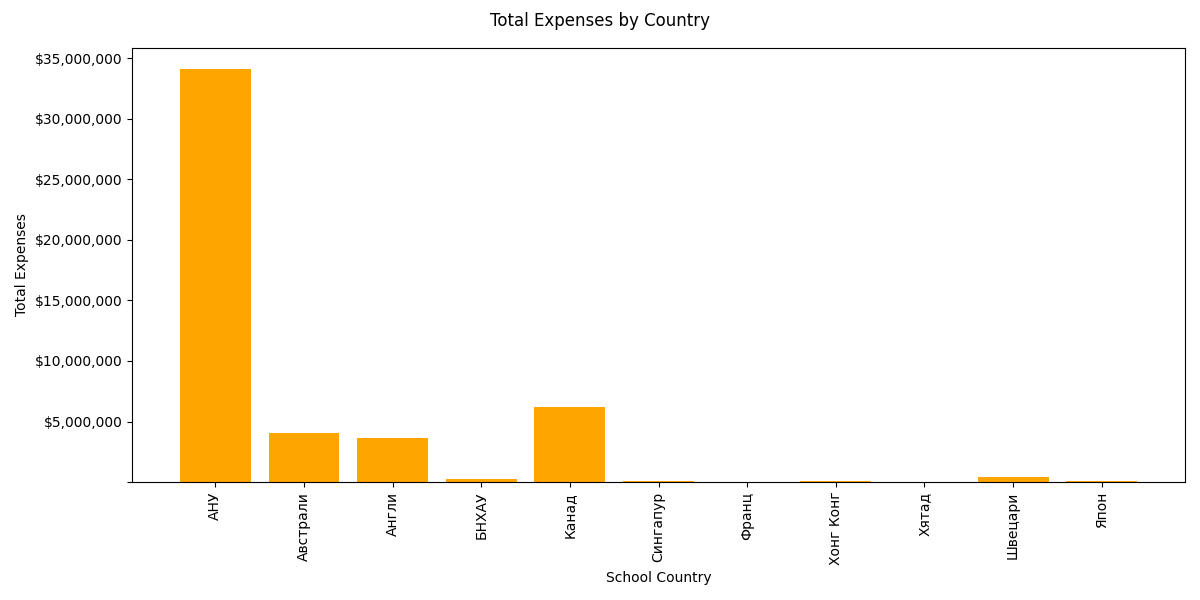 Total Expenses by Country
$35,000,000
$30,000,000
$25,000,000
$20,000,000
$15,000,000
$10,000,000
$5,000,000
Total Expenses
АНУ
Австрали
Англи
БНХАУ
Канад
Сингапур
Франц
Хонг Конг
Хятад
Швецари
Япон
School Country